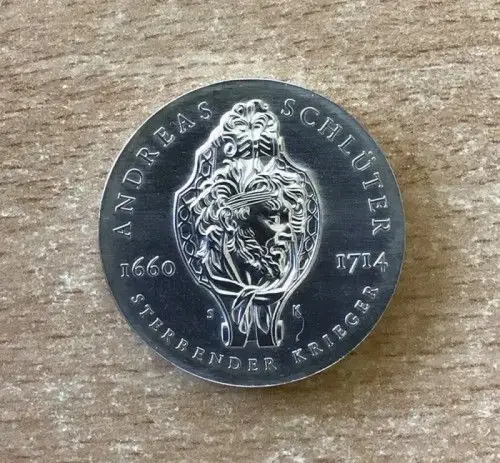 ANDREAS SCHLÜTER
1660 1714
S K
STERBENDER KRIEGER